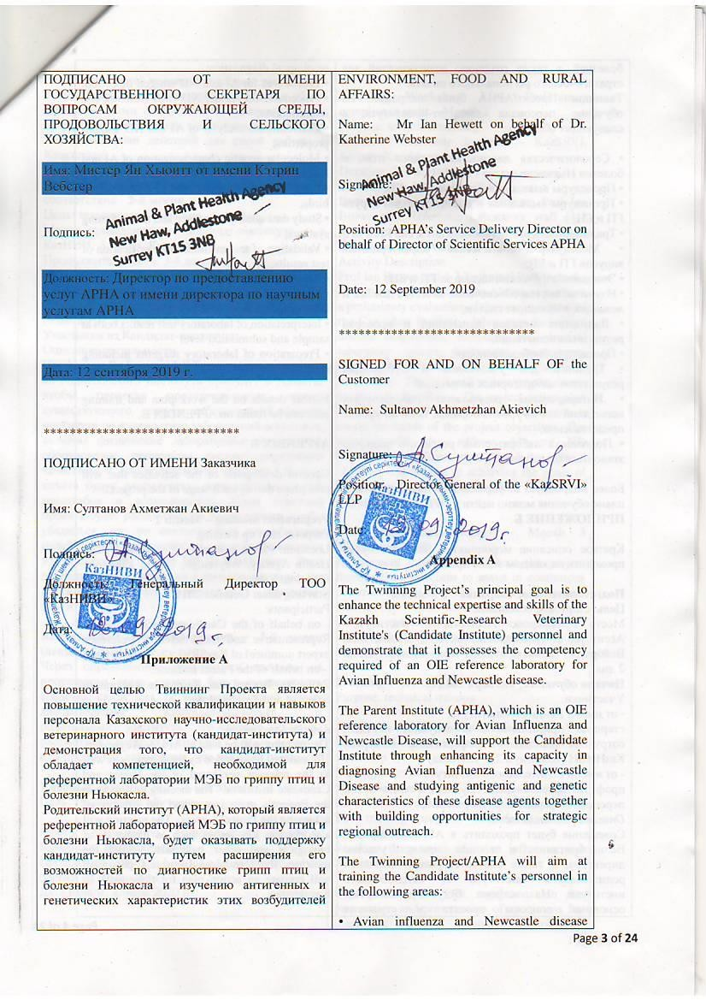 ПОДПИСАНО ОТ ИМЕНИ
ГОСУДАРСТВЕННОГО СЕКРЕТАРЯ ПО
ВОПРОСАМ ОКРУЖАЮЩЕЙ СРЕДЫ,
ПРОДОВОЛЬСТВИЯ И СЕЛЬСКОГО
ХОЗЯЙСТВА:
Имя: Мистер Ян Хьюитт от имени Кэтрин
Вебстер
Подпись:
Animal & Plant Health Agency
New Haw, Addlestone
Surrey KT15 3NB
Должность: Директор по предоставлению
услуг APHA от имени директора по научным
услугам APHA
Дата: 12 сентября 2019 г.
******************************
ПОДПИСАНО ОТ ИМЕНИ Заказчика
Имя: Султанов Ахметжан Акиевич
Подпись: А.Султанов
Должность: Генеральный Директор ТОО
«КазНИВИ»
КазНИВИ
Дата: 12.09.2019г.
Приложение А
Основной целью Твиннинг Проекта является
повышение технической квалификации и навыков
персонала Казахского научно-исследовательского
ветеринарного института (кандидат-института) и
демонстрация того, что кандидат-институт
обладает компетенцией, необходимой для
референтной лаборатории МЭБ по гриппу птиц и
болезни Ньюкасла.
Родительский институт (APHA), который является
референтной лабораторией МЭБ по гриппу птиц и
болезни Ньюкасла, будет оказывать поддержку
кандидат-институту путем расширения его
возможностей по диагностике грипп птиц и
болезни Ньюкасла и изучению антигенных и
генетических характеристик этих возбудителей
ENVIRONMENT, FOOD AND RURAL
AFFAIRS:
Name: Mr Ian Hewett on behalf of Dr.
Katherine Webster
Signature:
Animal & Plant Health Agency
New Haw, Addlestone
Surrey KT15 3NB
Position: APHA's Service Delivery Director on
behalf of Director of Scientific Services APHA
Date: 12 September 2019
******************************
SIGNED FOR AND ON BEHALF OF the
Customer
Name: Sultanov Akhmetzhan Akievich
Signature: А.Султанов
Position: Director General of the «KazSRVI»
LLP
КазНИВИ
Date: 12.09.2019г.
Appendix A
The Twinning Project's principal goal is to
enhance the technical expertise and skills of the
Kazakh Scientific-Research Veterinary
Institute's (Candidate Institute) personnel and
demonstrate that it possesses the competency
required of an OIE reference laboratory for
Avian Influenza and Newcastle disease.
The Parent Institute (APHA), which is an OIE
reference laboratory for Avian Influenza and
Newcastle Disease, will support the Candidate
Institute through enhancing its capacity in
diagnosing Avian Influenza and Newcastle
Disease and studying antigenic and genetic
characteristics of these disease agents together
with building opportunities for strategic
regional outreach.
The Twinning Project/APHA will aim at
training the Candidate Institute's personnel in
the following areas:
• Avian influenza and Newcastle disease
Page 3 of 24